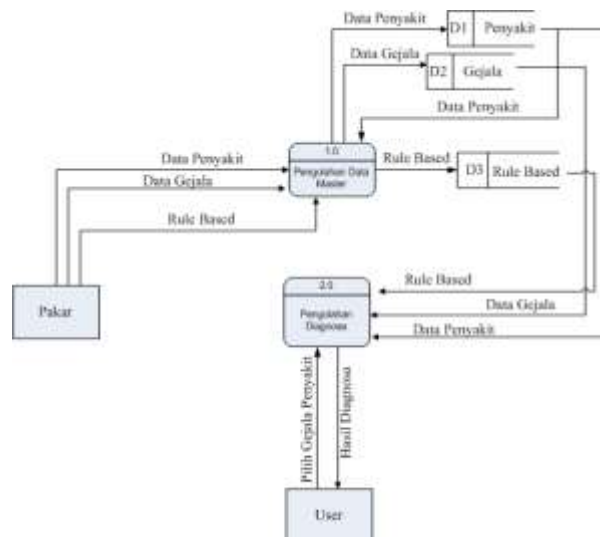 Data Penyakit
D1 Penyakit
Data Gejala
D2 Gejala
Data Penyakit
1.0
Pengolahan Data
Master
Data Penyakit
Data Gejala
Rule Based
Rule Based
D3 Rule Based
Pakar
2.0
Pengolahan
Diagnosa
Rule Based
Data Gejala
Data Penyakit
Pilih Gejala Penyakit
Hasil Diagnosa
User